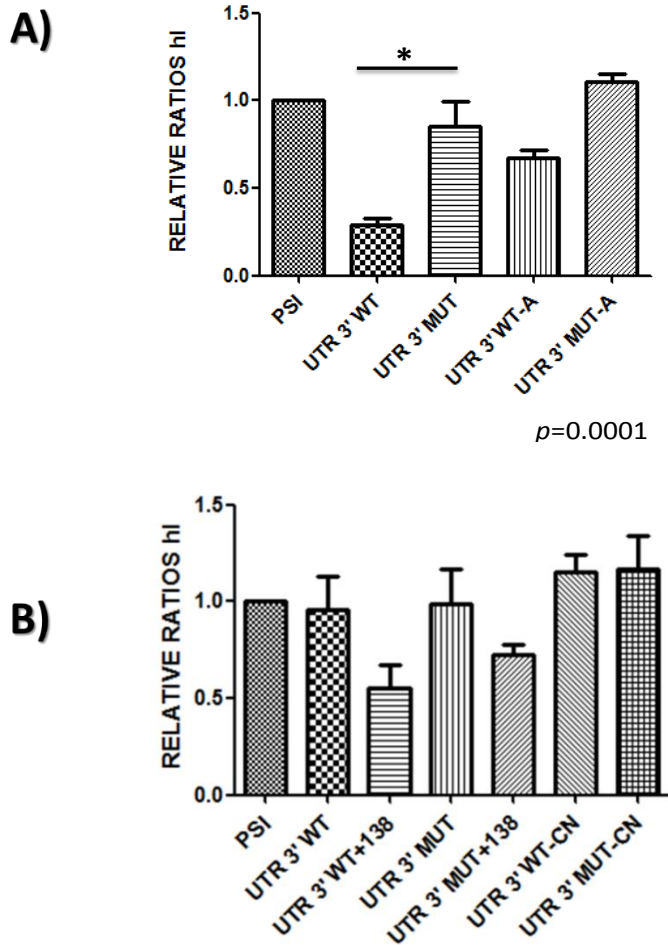 A)
RELATIVE RATIOS hl
1.5
1.0
0.5
0.0
*
PSI
UTR 3' WT
UTR 3' MUT
UTR 3' WT-A
UTR 3' MUT-A
p=0.0001
B)
RELATIVE RATIOS hl
1.5
1.0
0.5
0.0
PSI
UTR 3' WT
UTR 3' WT+138
UTR 3' MUT
UTR 3' MUT+138
UTR 3' WT-CN
UTR 3' MUT-CN